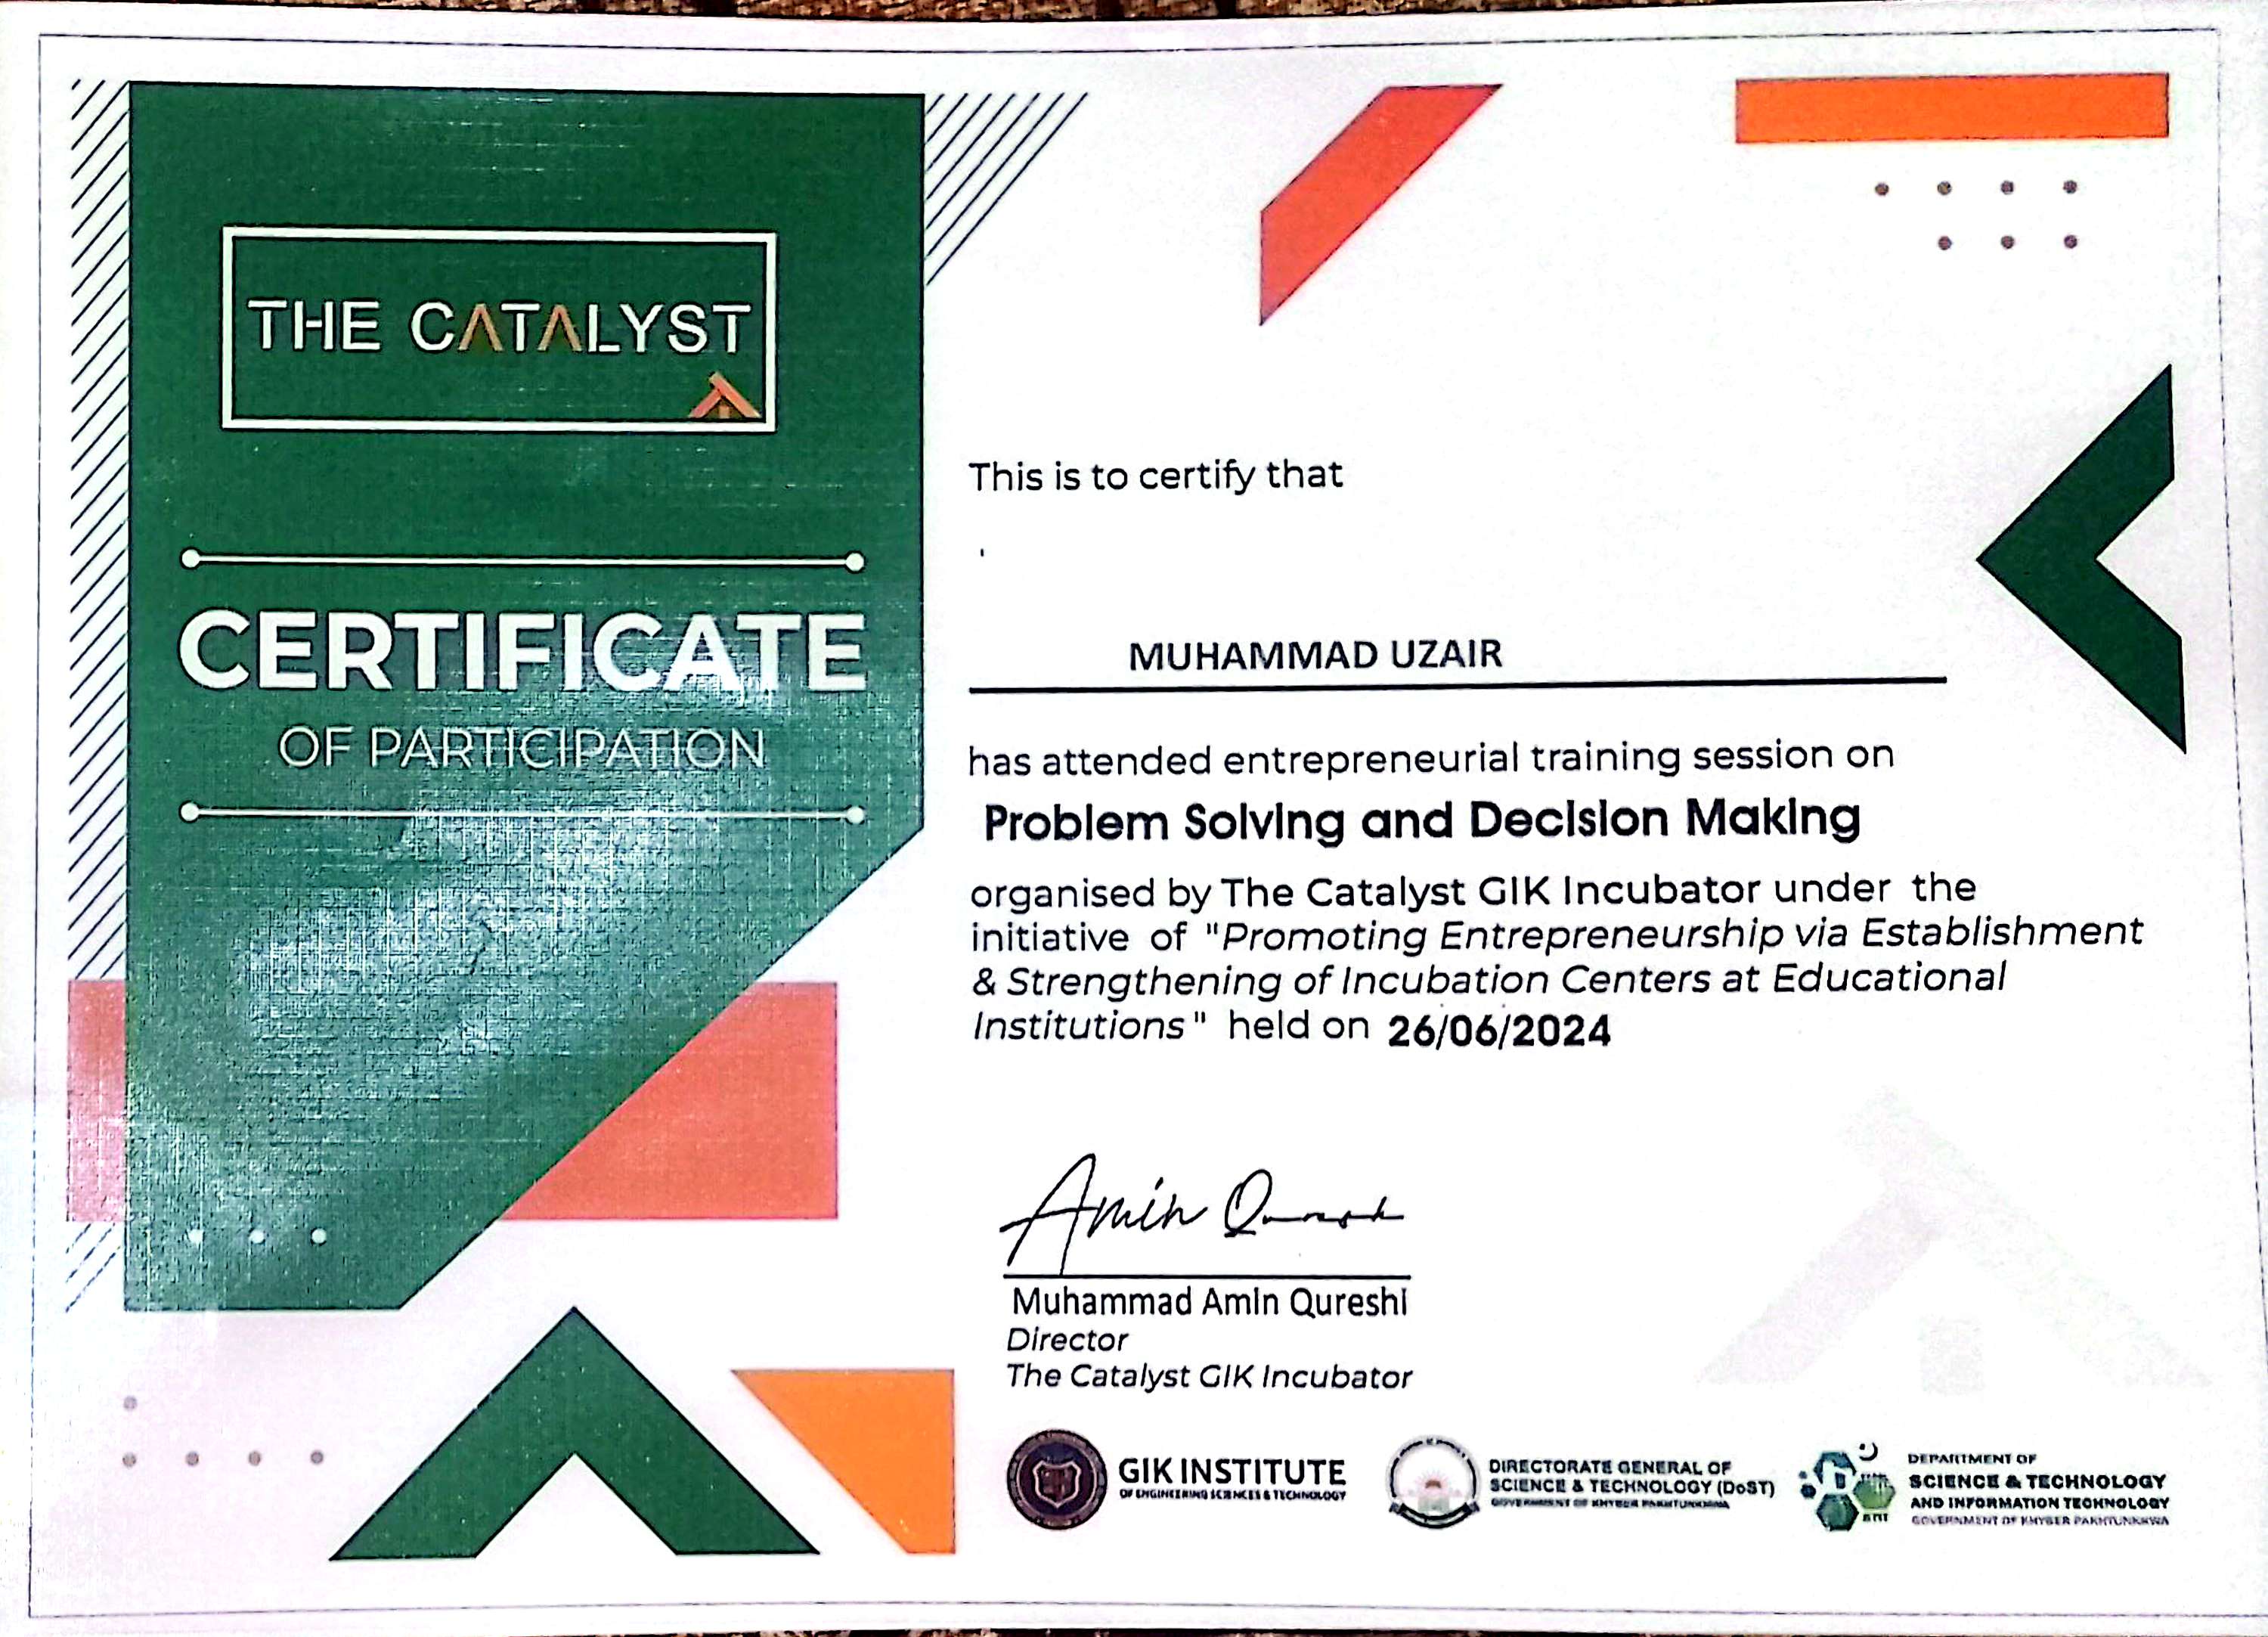 THE CATALYST
CERTIFICATE
OF PARTICIPATION
This is to certify that
MUHAMMAD UZAIR
has attended entrepreneurial training session on
Problem Solving and Decision Making
organised by The Catalyst GIK Incubator under the
initiative of "Promoting Entrepreneurship via Establishment
& Strengthening of Incubation Centers at Educational
Institutions" held on 26/06/2024
Amin Qureshi
Muhammad Amin Qureshi
Director
The Catalyst GIK Incubator
GIK INSTITUTE
OF ENGINEERING SCIENCES & TECHNOLOGY
DIRECTORATE GENERAL OF
SCIENCE & TECHNOLOGY (DoST)
GOVERNMENT OF KHYBER PAKHTUNKHWA
DEPARTMENT OF
SCIENCE & TECHNOLOGY
AND INFORMATION TECHNOLOGY
GOVERNMENT OF KHYBER PAKHTUNKHWA